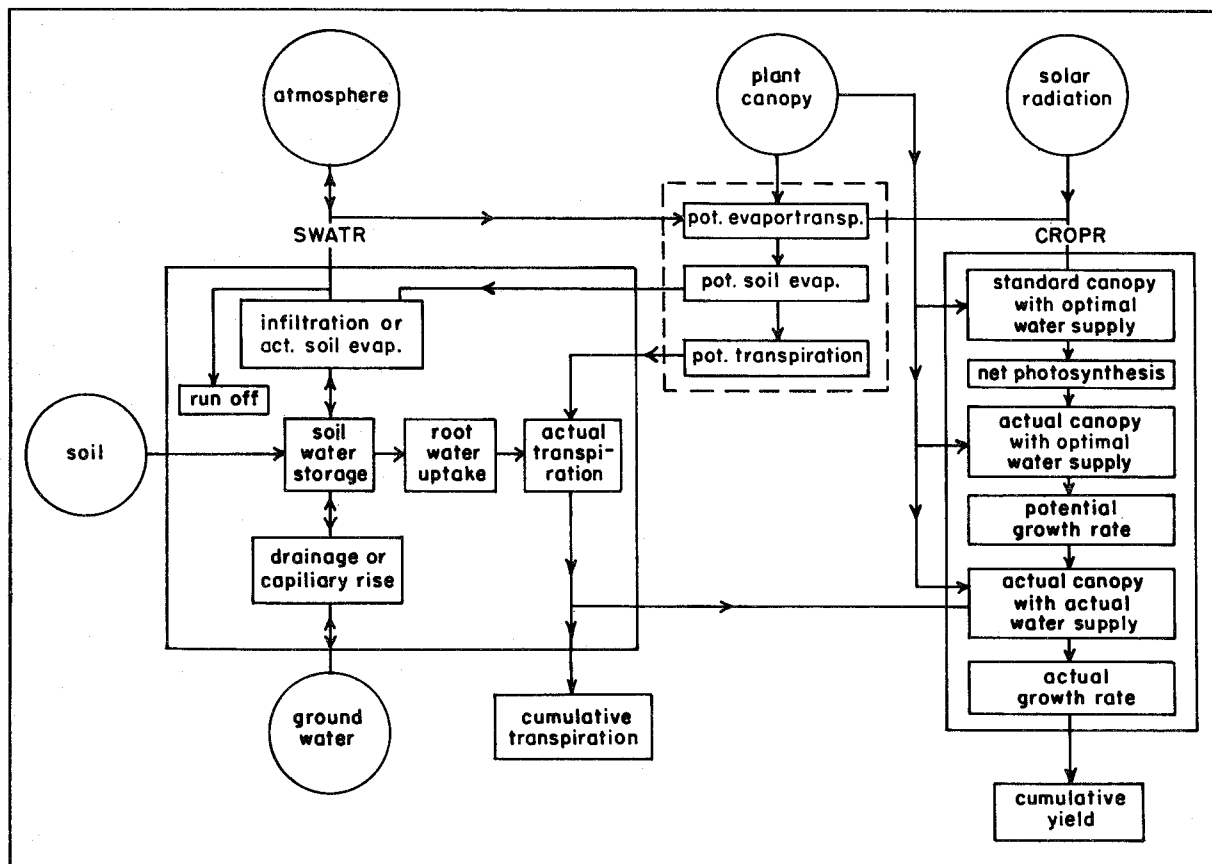 atmosphere
plant
canopy
solar
radiation
pot. evaportransp.
SWATR
CROPR
pot. soil evap.
standard canopy
with optimal
water supply
infiltration or
act. soil evap.
pot. transpiration
net photosynthesis
run off
actual canopy
with optimal
water supply
soil
soil
water
storage
root
water
uptake
actual
transpi-
ration
potential
growth rate
drainage or
capiliary rise
actual canopy
with actual
water supply
actual
growth rate
ground
water
cumulative
transpiration
cumulative
yield